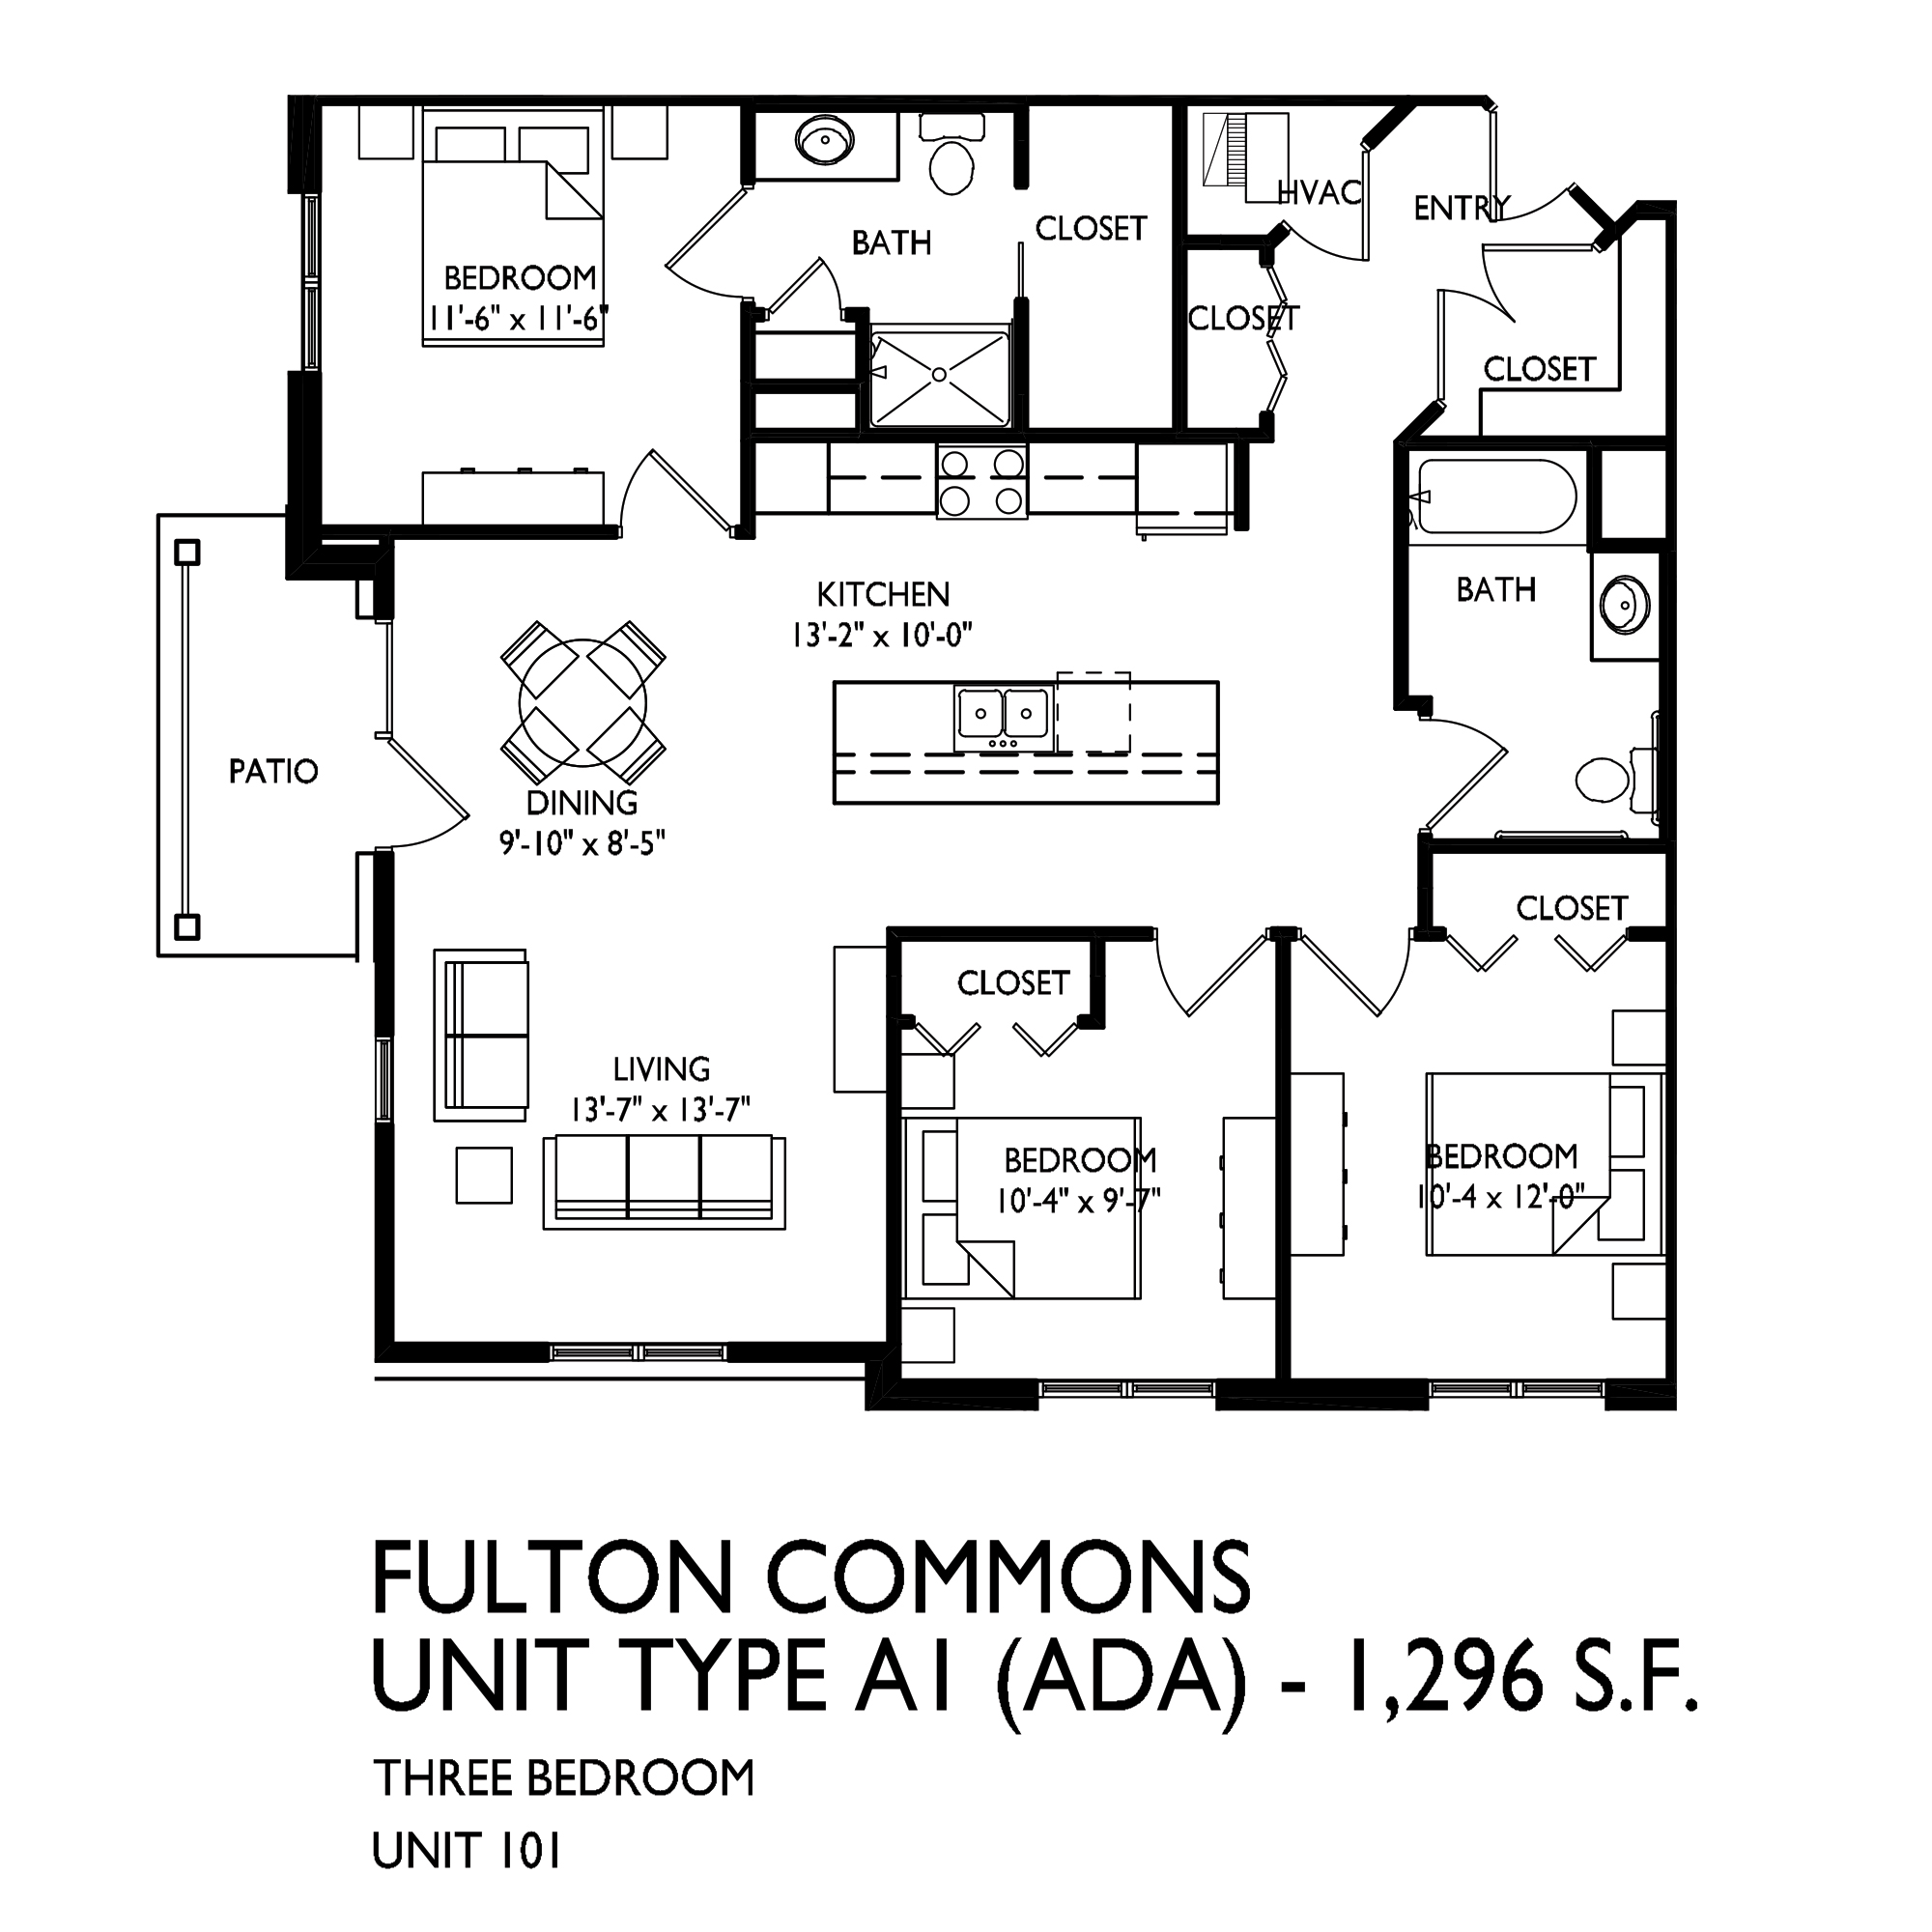 HVAC
ENTRY
CLOSET
BATH
BEDROOM
11'-6" x 11'-6"
CLOSET
CLOSET
KITCHEN
13'-2" x 10'-0"
BATH
PATIO
DINING
9'-10" x 8'-5"
CLOSET
CLOSET
LIVING
13'-7" x 13'-7"
BEDROOM
10'-4" x 9'-7"
BEDROOM
10'-4 x 12'-0"
FULTON COMMONS
UNIT TYPE A1 (ADA) - 1,296 S.F.
THREE BEDROOM
UNIT 101